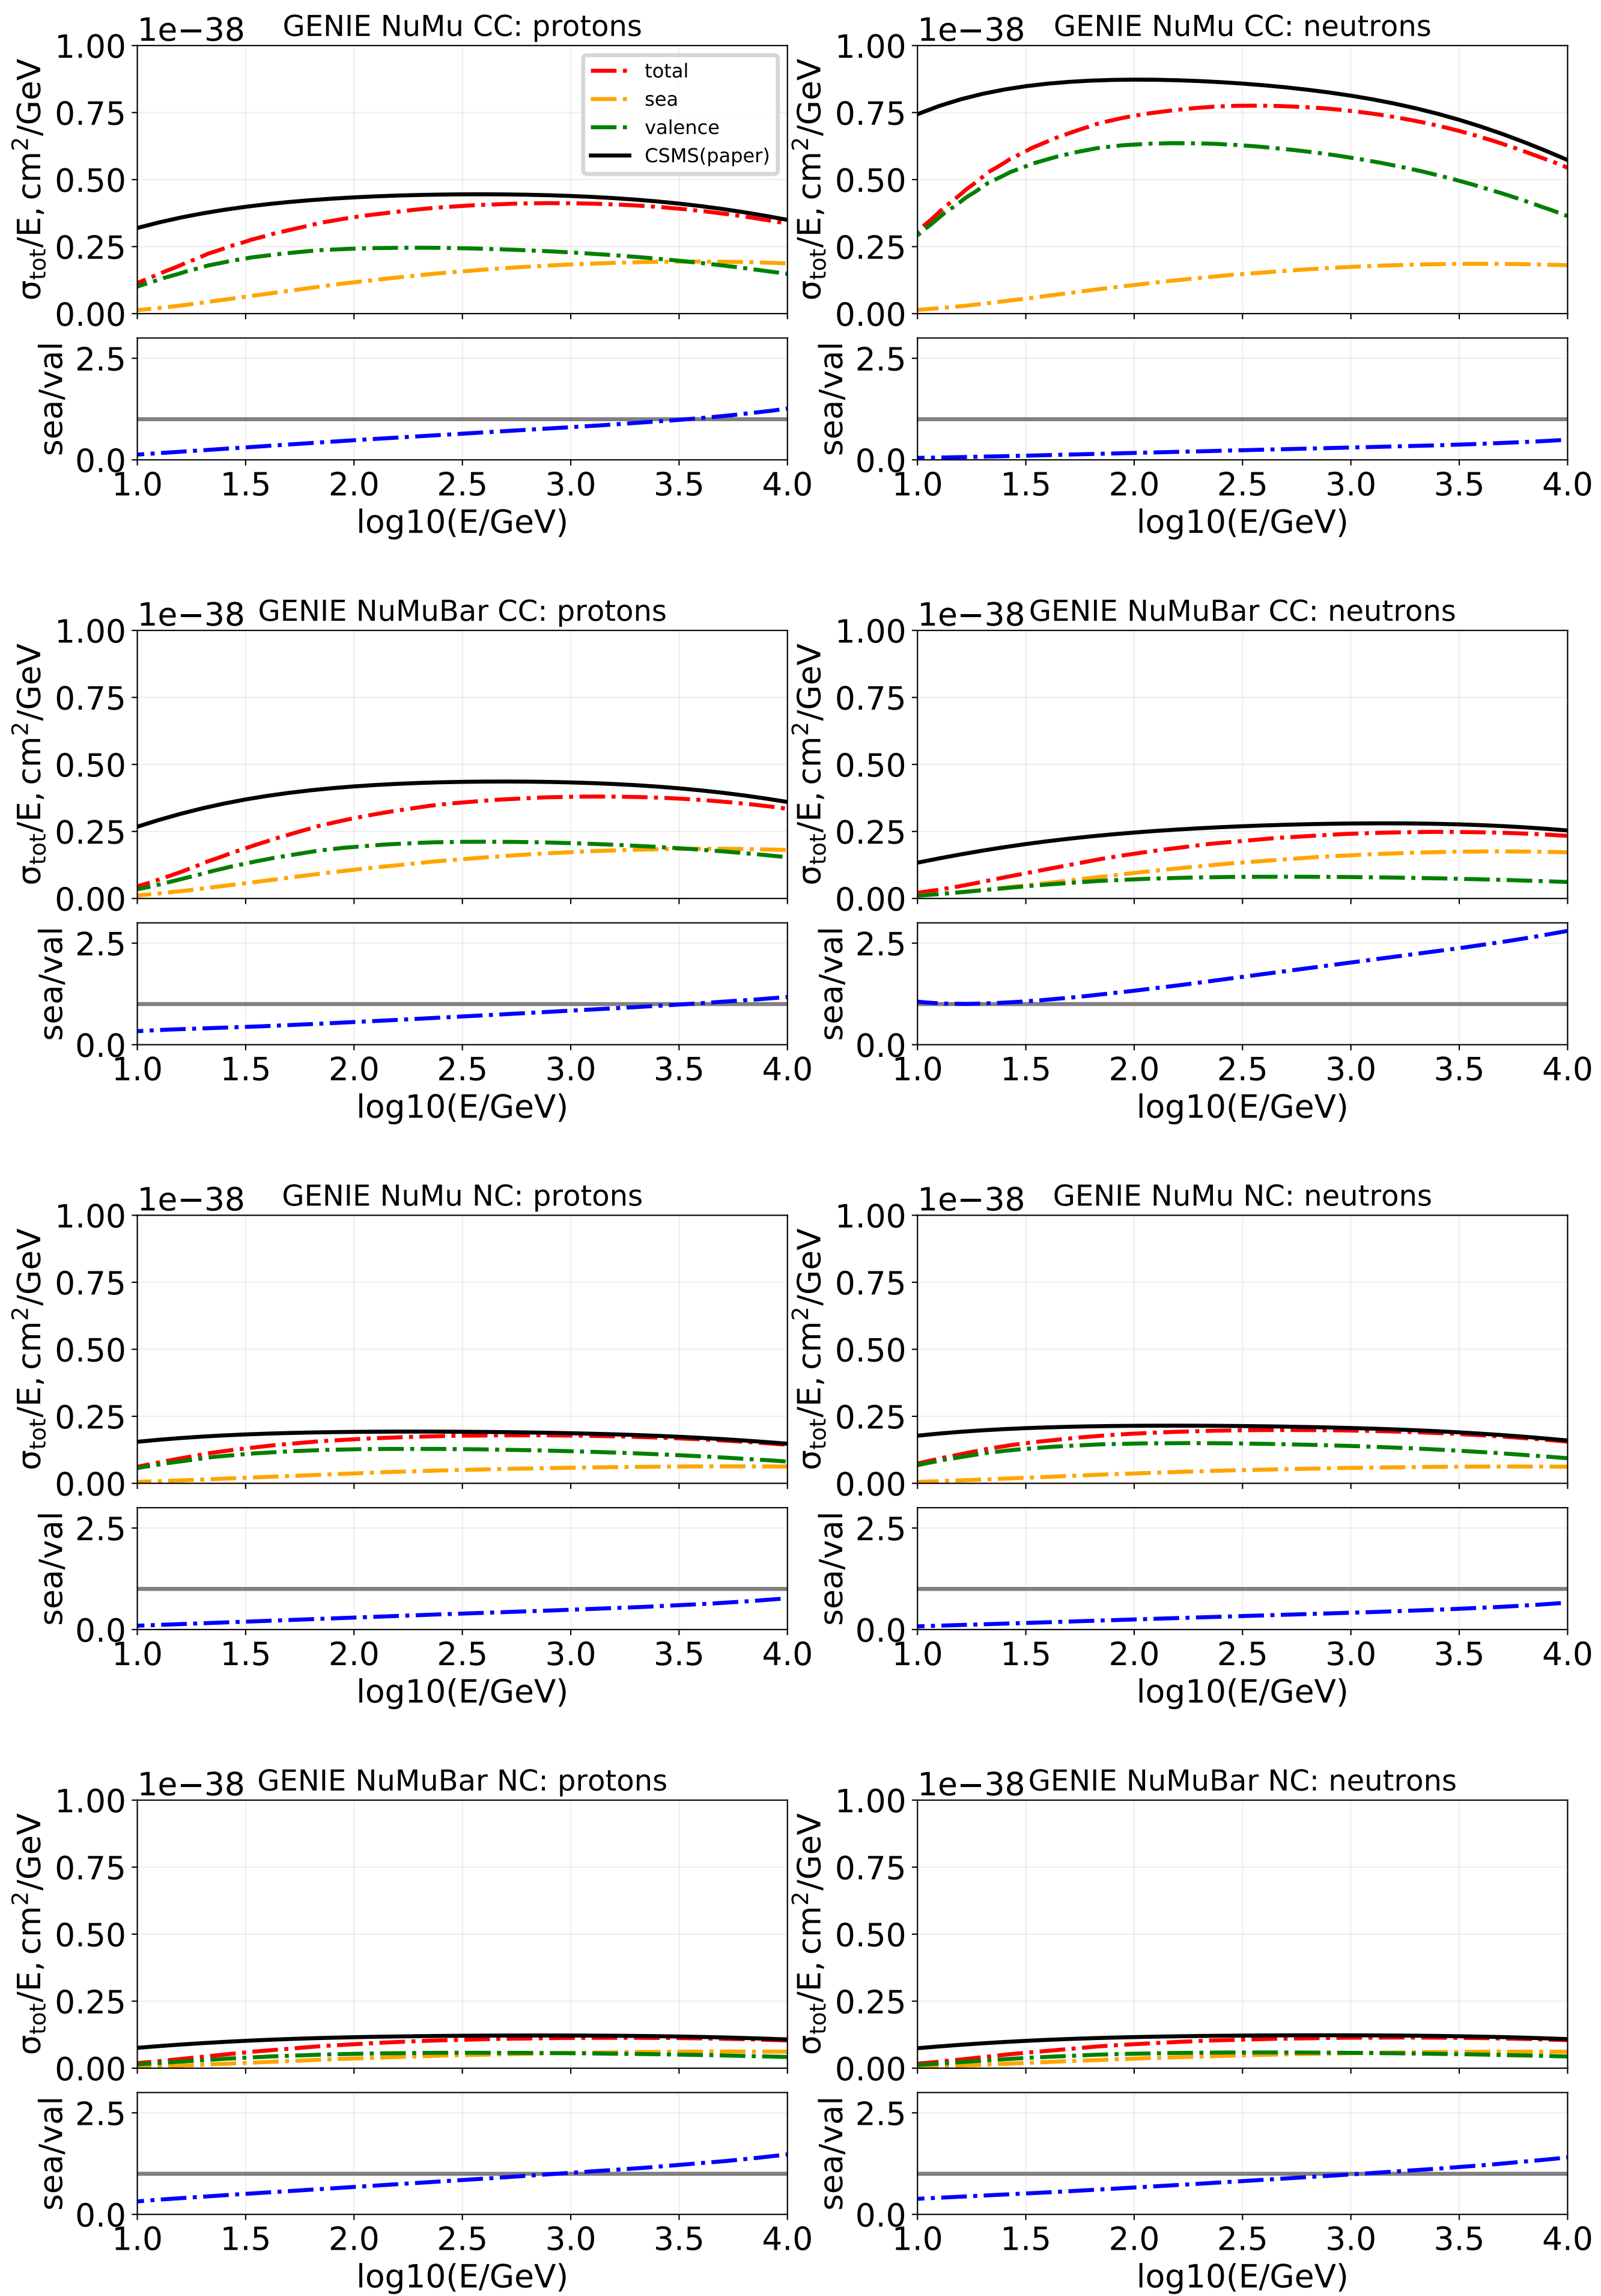 1e−38 GENIE NuMu CC: protons
σtot/E, cm²/GeV
1.00
0.75
0.50
0.25
0.00
total
sea
valence
CSMS(paper)
sea/val
2.5
0.0
1.0 1.5 2.0 2.5 3.0 3.5 4.0
log10(E/GeV)
1e−38 GENIE NuMu CC: neutrons
σtot/E, cm²/GeV
1.00
0.75
0.50
0.25
0.00
sea/val
2.5
0.0
1.0 1.5 2.0 2.5 3.0 3.5 4.0
log10(E/GeV)
1e−38 GENIE NuMuBar CC: protons
σtot/E, cm²/GeV
1.00
0.75
0.50
0.25
0.00
sea/val
2.5
0.0
1.0 1.5 2.0 2.5 3.0 3.5 4.0
log10(E/GeV)
1e−38 GENIE NuMuBar CC: neutrons
σtot/E, cm²/GeV
1.00
0.75
0.50
0.25
0.00
sea/val
2.5
0.0
1.0 1.5 2.0 2.5 3.0 3.5 4.0
log10(E/GeV)
1e−38 GENIE NuMu NC: protons
σtot/E, cm²/GeV
1.00
0.75
0.50
0.25
0.00
sea/val
2.5
0.0
1.0 1.5 2.0 2.5 3.0 3.5 4.0
log10(E/GeV)
1e−38 GENIE NuMu NC: neutrons
σtot/E, cm²/GeV
1.00
0.75
0.50
0.25
0.00
sea/val
2.5
0.0
1.0 1.5 2.0 2.5 3.0 3.5 4.0
log10(E/GeV)
1e−38 GENIE NuMuBar NC: protons
σtot/E, cm²/GeV
1.00
0.75
0.50
0.25
0.00
sea/val
2.5
0.0
1.0 1.5 2.0 2.5 3.0 3.5 4.0
log10(E/GeV)
1e−38 GENIE NuMuBar NC: neutrons
σtot/E, cm²/GeV
1.00
0.75
0.50
0.25
0.00
sea/val
2.5
0.0
1.0 1.5 2.0 2.5 3.0 3.5 4.0
log10(E/GeV)